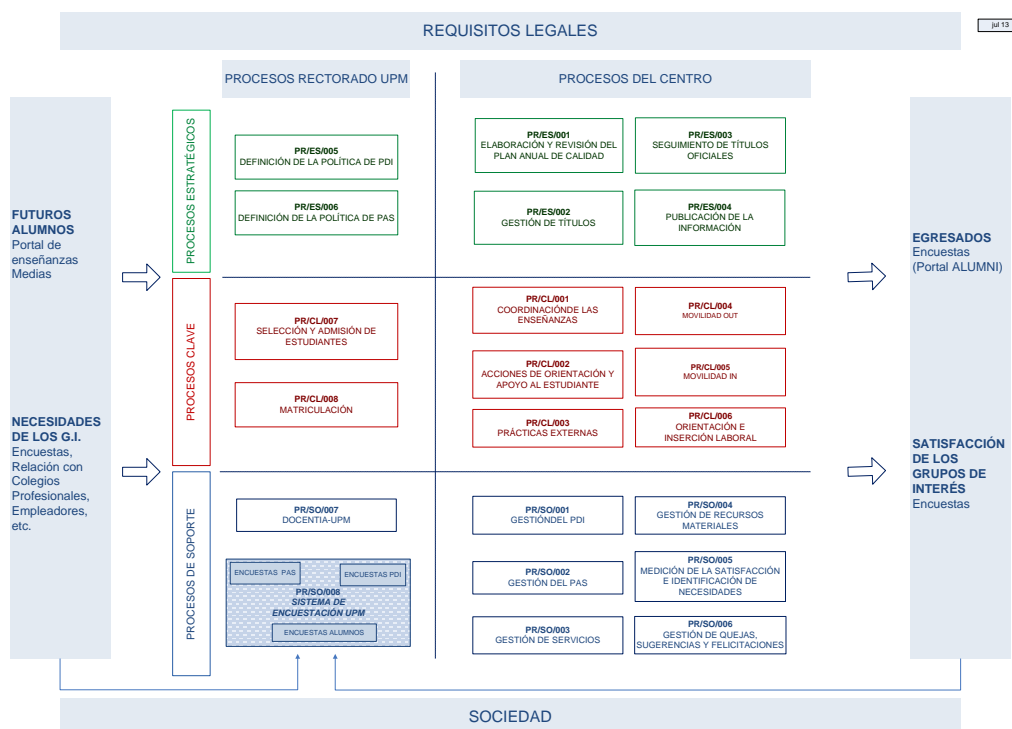 REQUISITOS LEGALES
jul 13
PROCESOS RECTORADO UPM
PROCESOS DEL CENTRO
FUTUROS
ALUMNOS
Portal de
enseñanzas
Medias
NECESIDADES
DE LOS G.I.
Encuestas,
Relación con
Colegios
Profesionales,
Empleadores,
etc.
PROCESOS ESTRATÉGICOS
PR/ES/005
DEFINICIÓN DE LA POLÍTICA DE PDI
PR/ES/006
DEFINICIÓN DE LA POLÍTICA DE PAS
PR/ES/001
ELABORACIÓN Y REVISIÓN DEL
PLAN ANUAL DE CALIDAD
PR/ES/003
SEGUIMIENTO DE TÍTULOS
OFICIALES
PR/ES/002
GESTIÓN DE TÍTULOS
PR/ES/004
PUBLICACIÓN DE LA
INFORMACIÓN
PROCESOS CLAVE
PR/CL/007
SELECCIÓN Y ADMISIÓN DE
ESTUDIANTES
PR/CL/008
MATRICULACIÓN
PR/CL/001
COORDINACIÓNDE LAS
ENSEÑANZAS
PR/CL/004
MOVILIDAD OUT
PR/CL/002
ACCIONES DE ORIENTACIÓN Y
APOYO AL ESTUDIANTE
PR/CL/005
MOVILIDAD IN
PR/CL/003
PRÁCTICAS EXTERNAS
PR/CL/006
ORIENTACIÓN E
INSERCIÓN LABORAL
PROCESOS DE SOPORTE
PR/SO/007
DOCENTIA-UPM
ENCUESTAS PAS
ENCUESTAS PDI
PR/SO/008
SISTEMA DE
ENCUESTACIÓN UPM
ENCUESTAS ALUMNOS
PR/SO/001
GESTIÓNDEL PDI
PR/SO/004
GESTIÓN DE RECURSOS
MATERIALES
PR/SO/002
GESTIÓN DEL PAS
PR/SO/005
MEDICIÓN DE LA SATISFACCIÓN
E IDENTIFICACIÓN DE
NECESIDADES
PR/SO/003
GESTIÓN DE SERVICIOS
PR/SO/006
GESTIÓN DE QUEJAS,
SUGERENCIAS Y FELICITACIONES
EGRESADOS
Encuestas
(Portal ALUMNI)
SATISFACCIÓN
DE LOS
GRUPOS DE
INTERÉS
Encuestas
SOCIEDAD